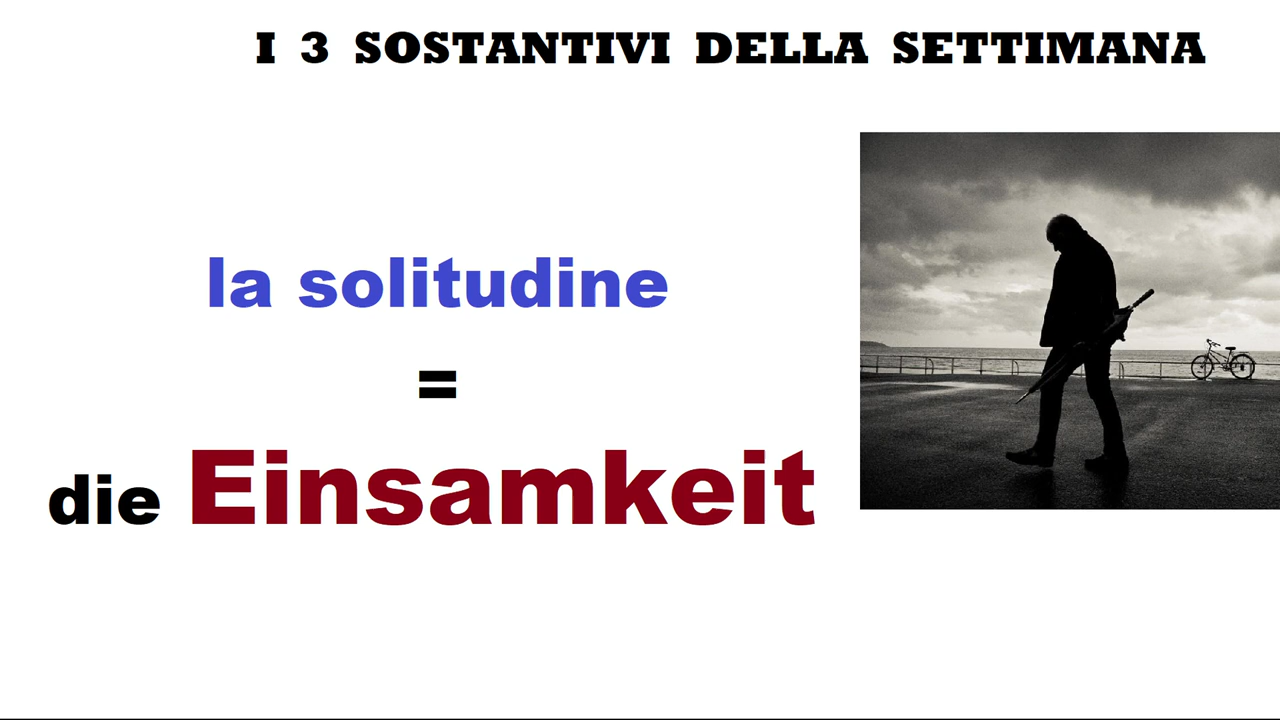 I 3 SOSTANTIVI DELLA SETTIMANA
la solitudine
=
die Einsamkeit